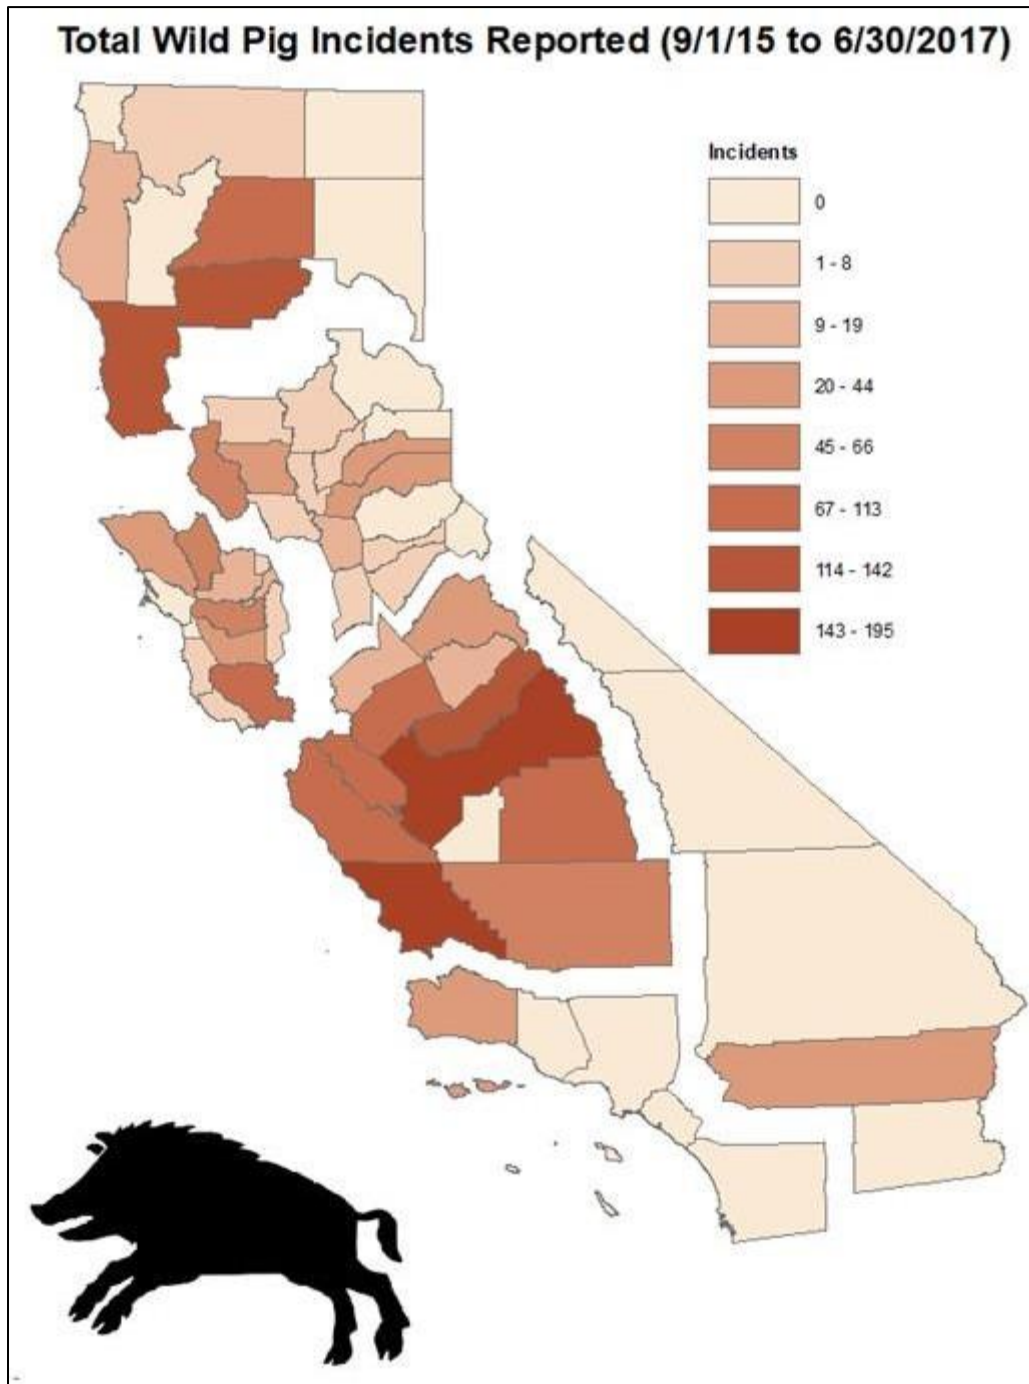 Total Wild Pig Incidents Reported (9/1/15 to 6/30/2017)
Incidents
0
1 - 8
9 - 19
20 - 44
45 - 66
67 - 113
114 - 142
143 - 195